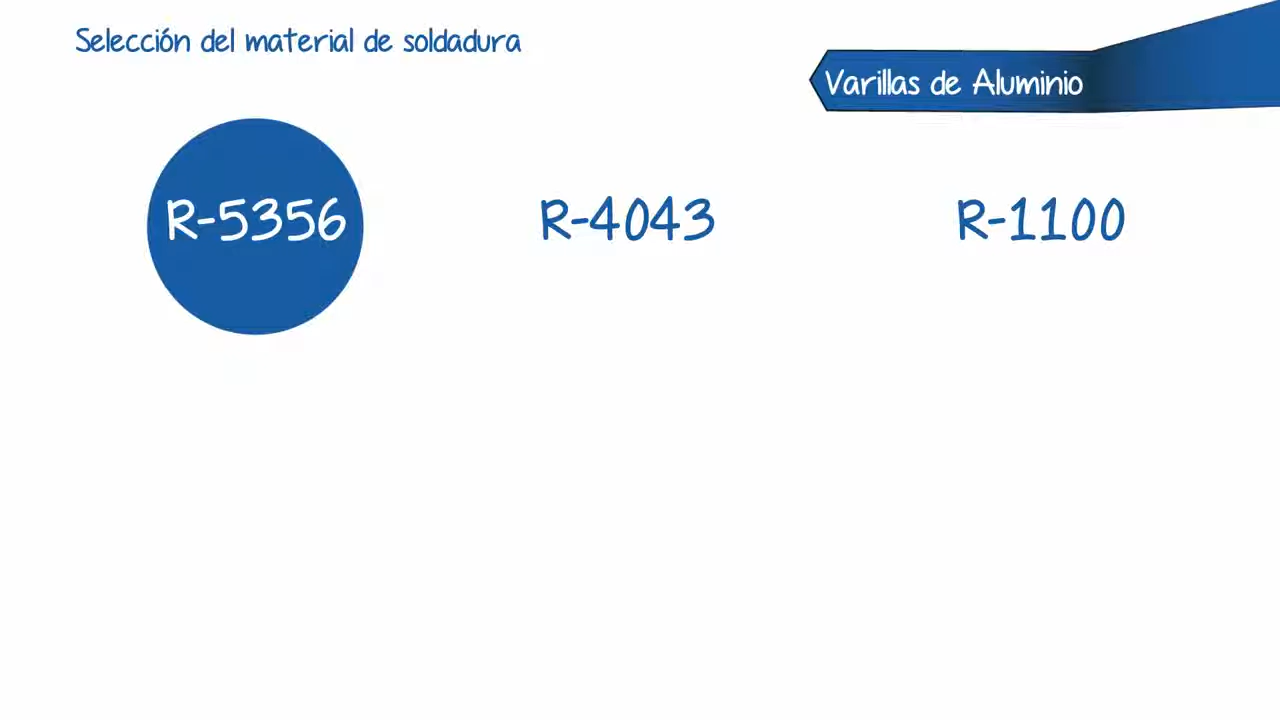 Selección del material de soldadura
Varillas de Aluminio
R-5356
R-4043
R-1100